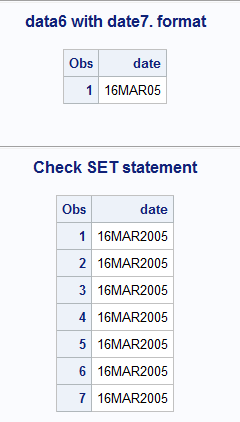 data6 with date7. format
Obs date
1 16MAR05
Check SET statement
Obs date
1 16MAR2005
2 16MAR2005
3 16MAR2005
4 16MAR2005
5 16MAR2005
6 16MAR2005
7 16MAR2005